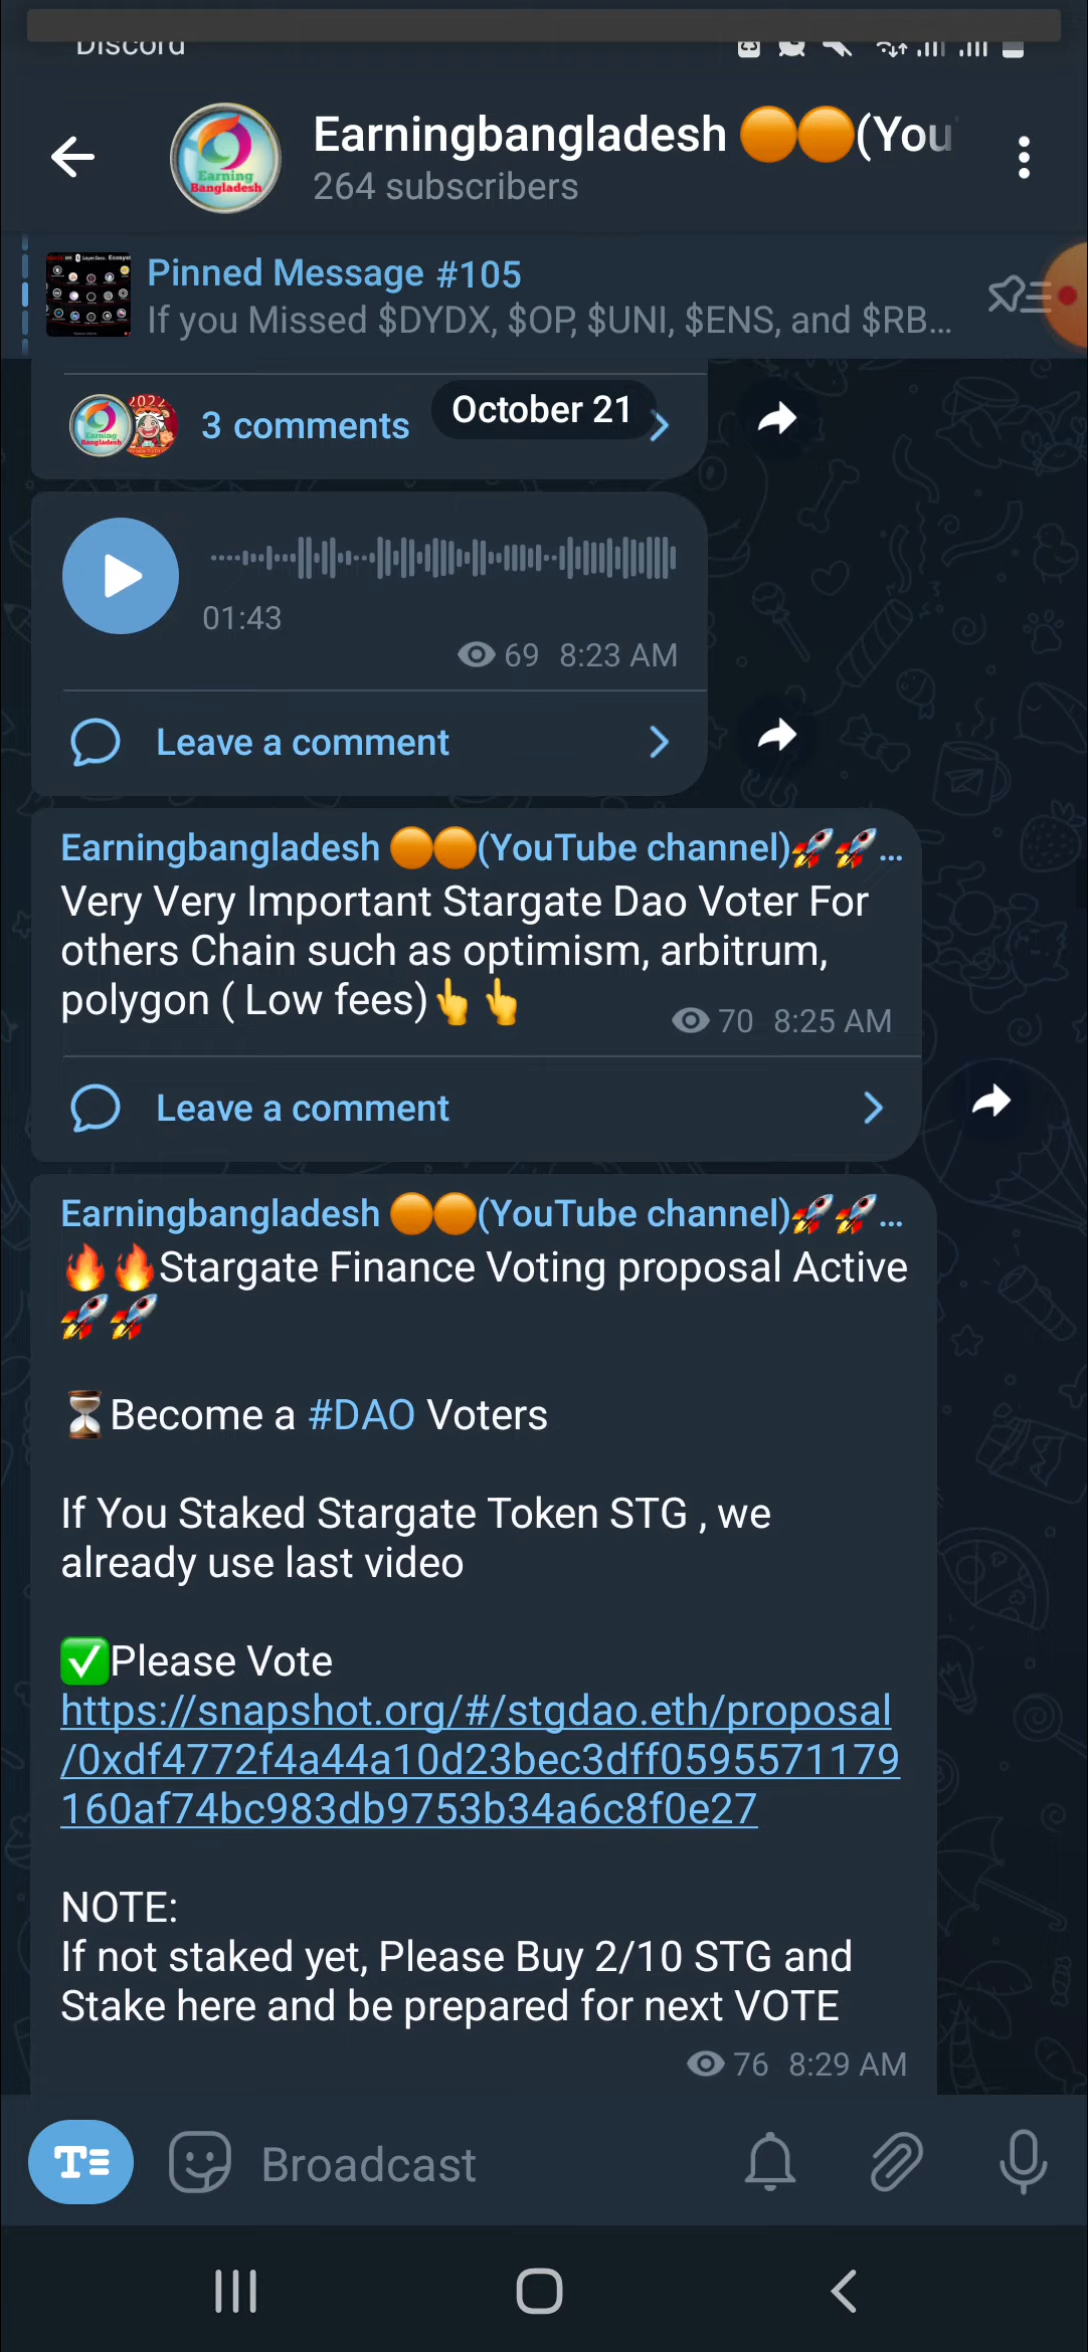 Discord
Earningbangladesh 🟠🟠(You
264 subscribers
Earning
Bangladesh
Pinned Message #105
If you Missed $DYDX, $OP, $UNI, $ENS, and $RB...
2022
3 comments
October 21
01:43
69 8:23 AM
Leave a comment
Earningbangladesh 🟠🟠(YouTube channel)🚀🚀...
Very Very Important Stargate Dao Voter For
others Chain such as optimism, arbitrum,
polygon ( Low fees)👆👆
70 8:25 AM
Leave a comment
Earningbangladesh 🟠🟠(YouTube channel)🚀🚀...
🔥🔥Stargate Finance Voting proposal Active
🚀🚀
⏳Become a #DAO Voters
If You Staked Stargate Token STG , we
already use last video
✅Please Vote
https://snapshot.org/#/stgdao.eth/proposal
/0xdf4772f4a44a10d23bec3dff0595571179
160af74bc983db9753b34a6c8f0e27
NOTE:
If not staked yet, Please Buy 2/10 STG and
Stake here and be prepared for next VOTE
76 8:29 AM
Broadcast